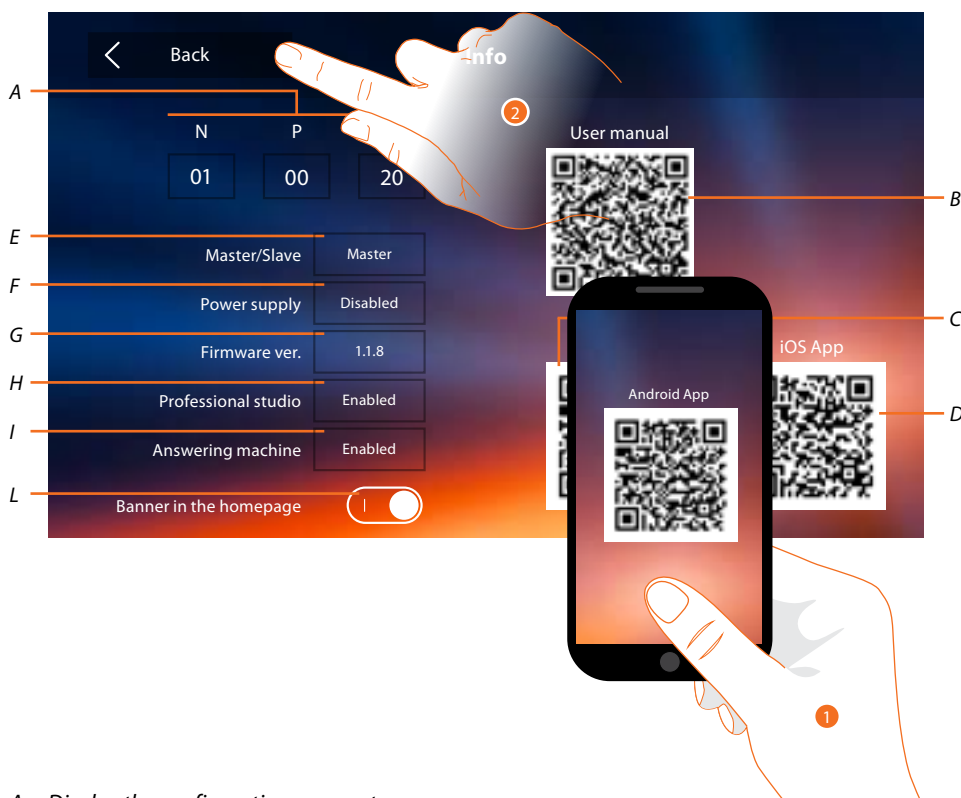 Back
Info
A
N P
01 00 20
2
User manual
B
E
Master/Slave Master
F
Power supply Disabled
C
G
Firmware ver. 1.1.8
iOS App
H
Professional studio Enabled
Android App
D
I
Answering machine Enabled
L
Banner in the homepage
1